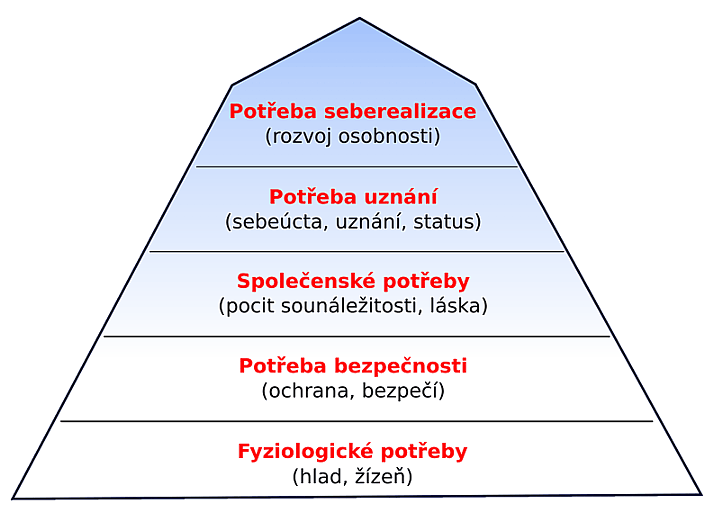 Potřeba seberealizace
(rozvoj osobnosti)
Potřeba uznání
(sebeúcta, uznání, status)
Společenské potřeby
(pocit sounáležitosti, láska)
Potřeba bezpečnosti
(ochrana, bezpečí)
Fyziologické potřeby
(hlad, žízeň)